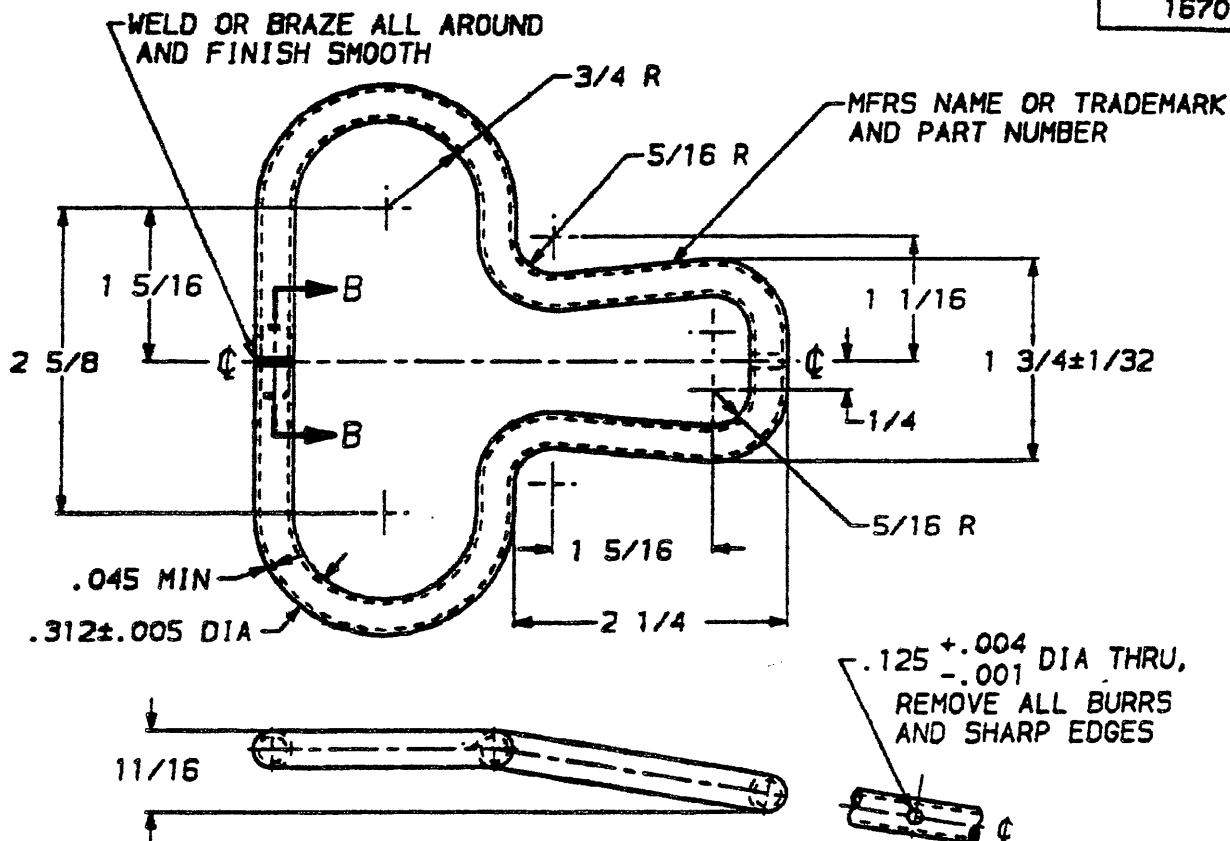 1670
WELD OR BRAZE ALL AROUND
AND FINISH SMOOTH
3/4 R
MFRS NAME OR TRADEMARK
AND PART NUMBER
5/16 R
1 5/16
B
1 1/16
2 5/8
℄
℄
1 3/4±1/32
B
1/4
5/16 R
1 5/16
.045 MIN
.312±.005 DIA
2 1/4
.125 +.004 -.001 DIA THRU,
REMOVE ALL BURRS
AND SHARP EDGES
11/16
℄